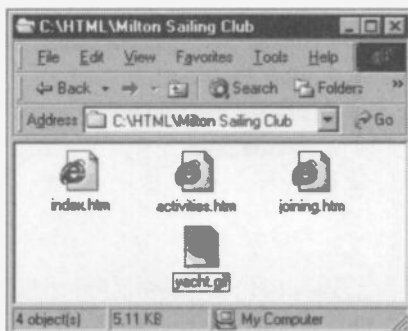 C:\HTML\Milton Sailing Club
File Edit View Favorites Tools Help
Back Search Folders »
Address C:\HTML\Milton Sailing Club Go
index.htm activities.htm joining.htm
yacht.gif
4 object(s) 5.11 KB My Computer